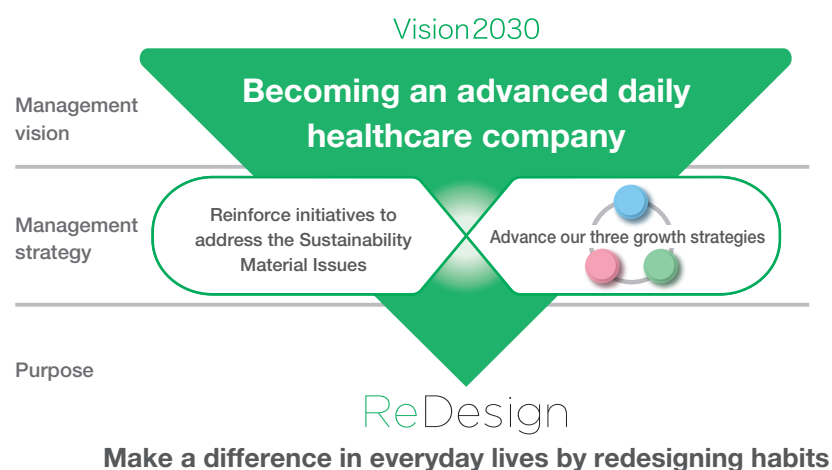 Vision2030
Management
vision
Becoming an advanced daily
healthcare company
Management
strategy
Reinforce initiatives to
address the Sustainability
Material Issues
Advance our three growth strategies
Purpose
ReDesign
Make a difference in everyday lives by redesigning habits